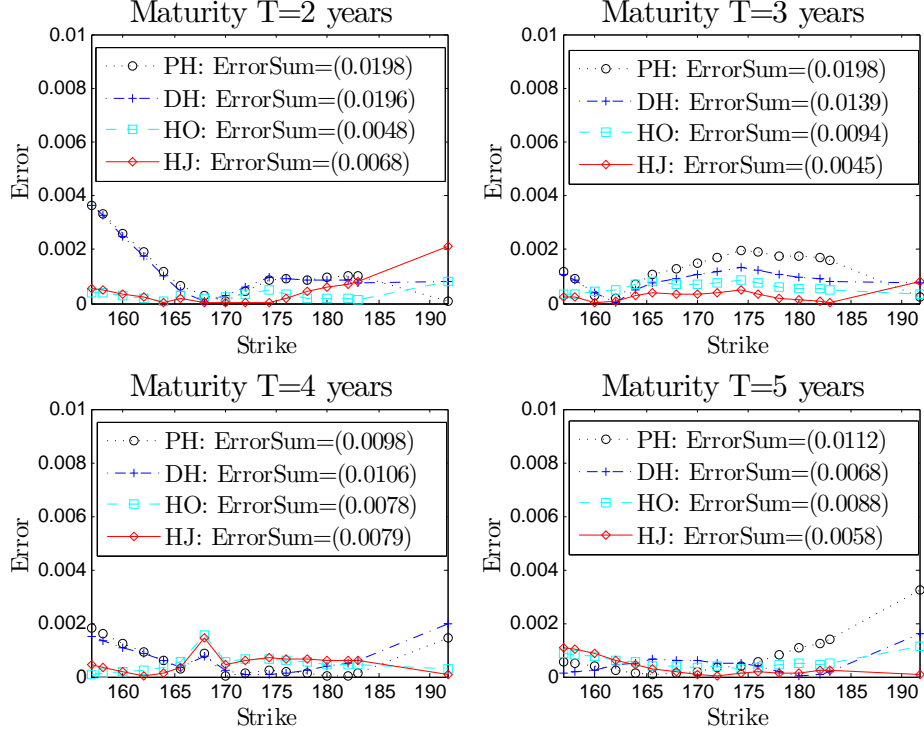 Maturity T=2 years
0.01
0.008
0.006
0.004
0.002
0
Error
PH: ErrorSum=(0.0198)
DH: ErrorSum=(0.0196)
HO: ErrorSum=(0.0048)
HJ: ErrorSum=(0.0068)
160 165 170 175 180 185 190
Strike
Maturity T=3 years
0.01
0.008
0.006
0.004
0.002
0
Error
PH: ErrorSum=(0.0198)
DH: ErrorSum=(0.0139)
HO: ErrorSum=(0.0094)
HJ: ErrorSum=(0.0045)
160 165 170 175 180 185 190
Strike
Maturity T=4 years
0.01
0.008
0.006
0.004
0.002
0
Error
PH: ErrorSum=(0.0098)
DH: ErrorSum=(0.0106)
HO: ErrorSum=(0.0078)
HJ: ErrorSum=(0.0079)
160 165 170 175 180 185 190
Strike
Maturity T=5 years
0.01
0.008
0.006
0.004
0.002
0
Error
PH: ErrorSum=(0.0112)
DH: ErrorSum=(0.0068)
HO: ErrorSum=(0.0088)
HJ: ErrorSum=(0.0058)
160 165 170 175 180 185 190
Strike